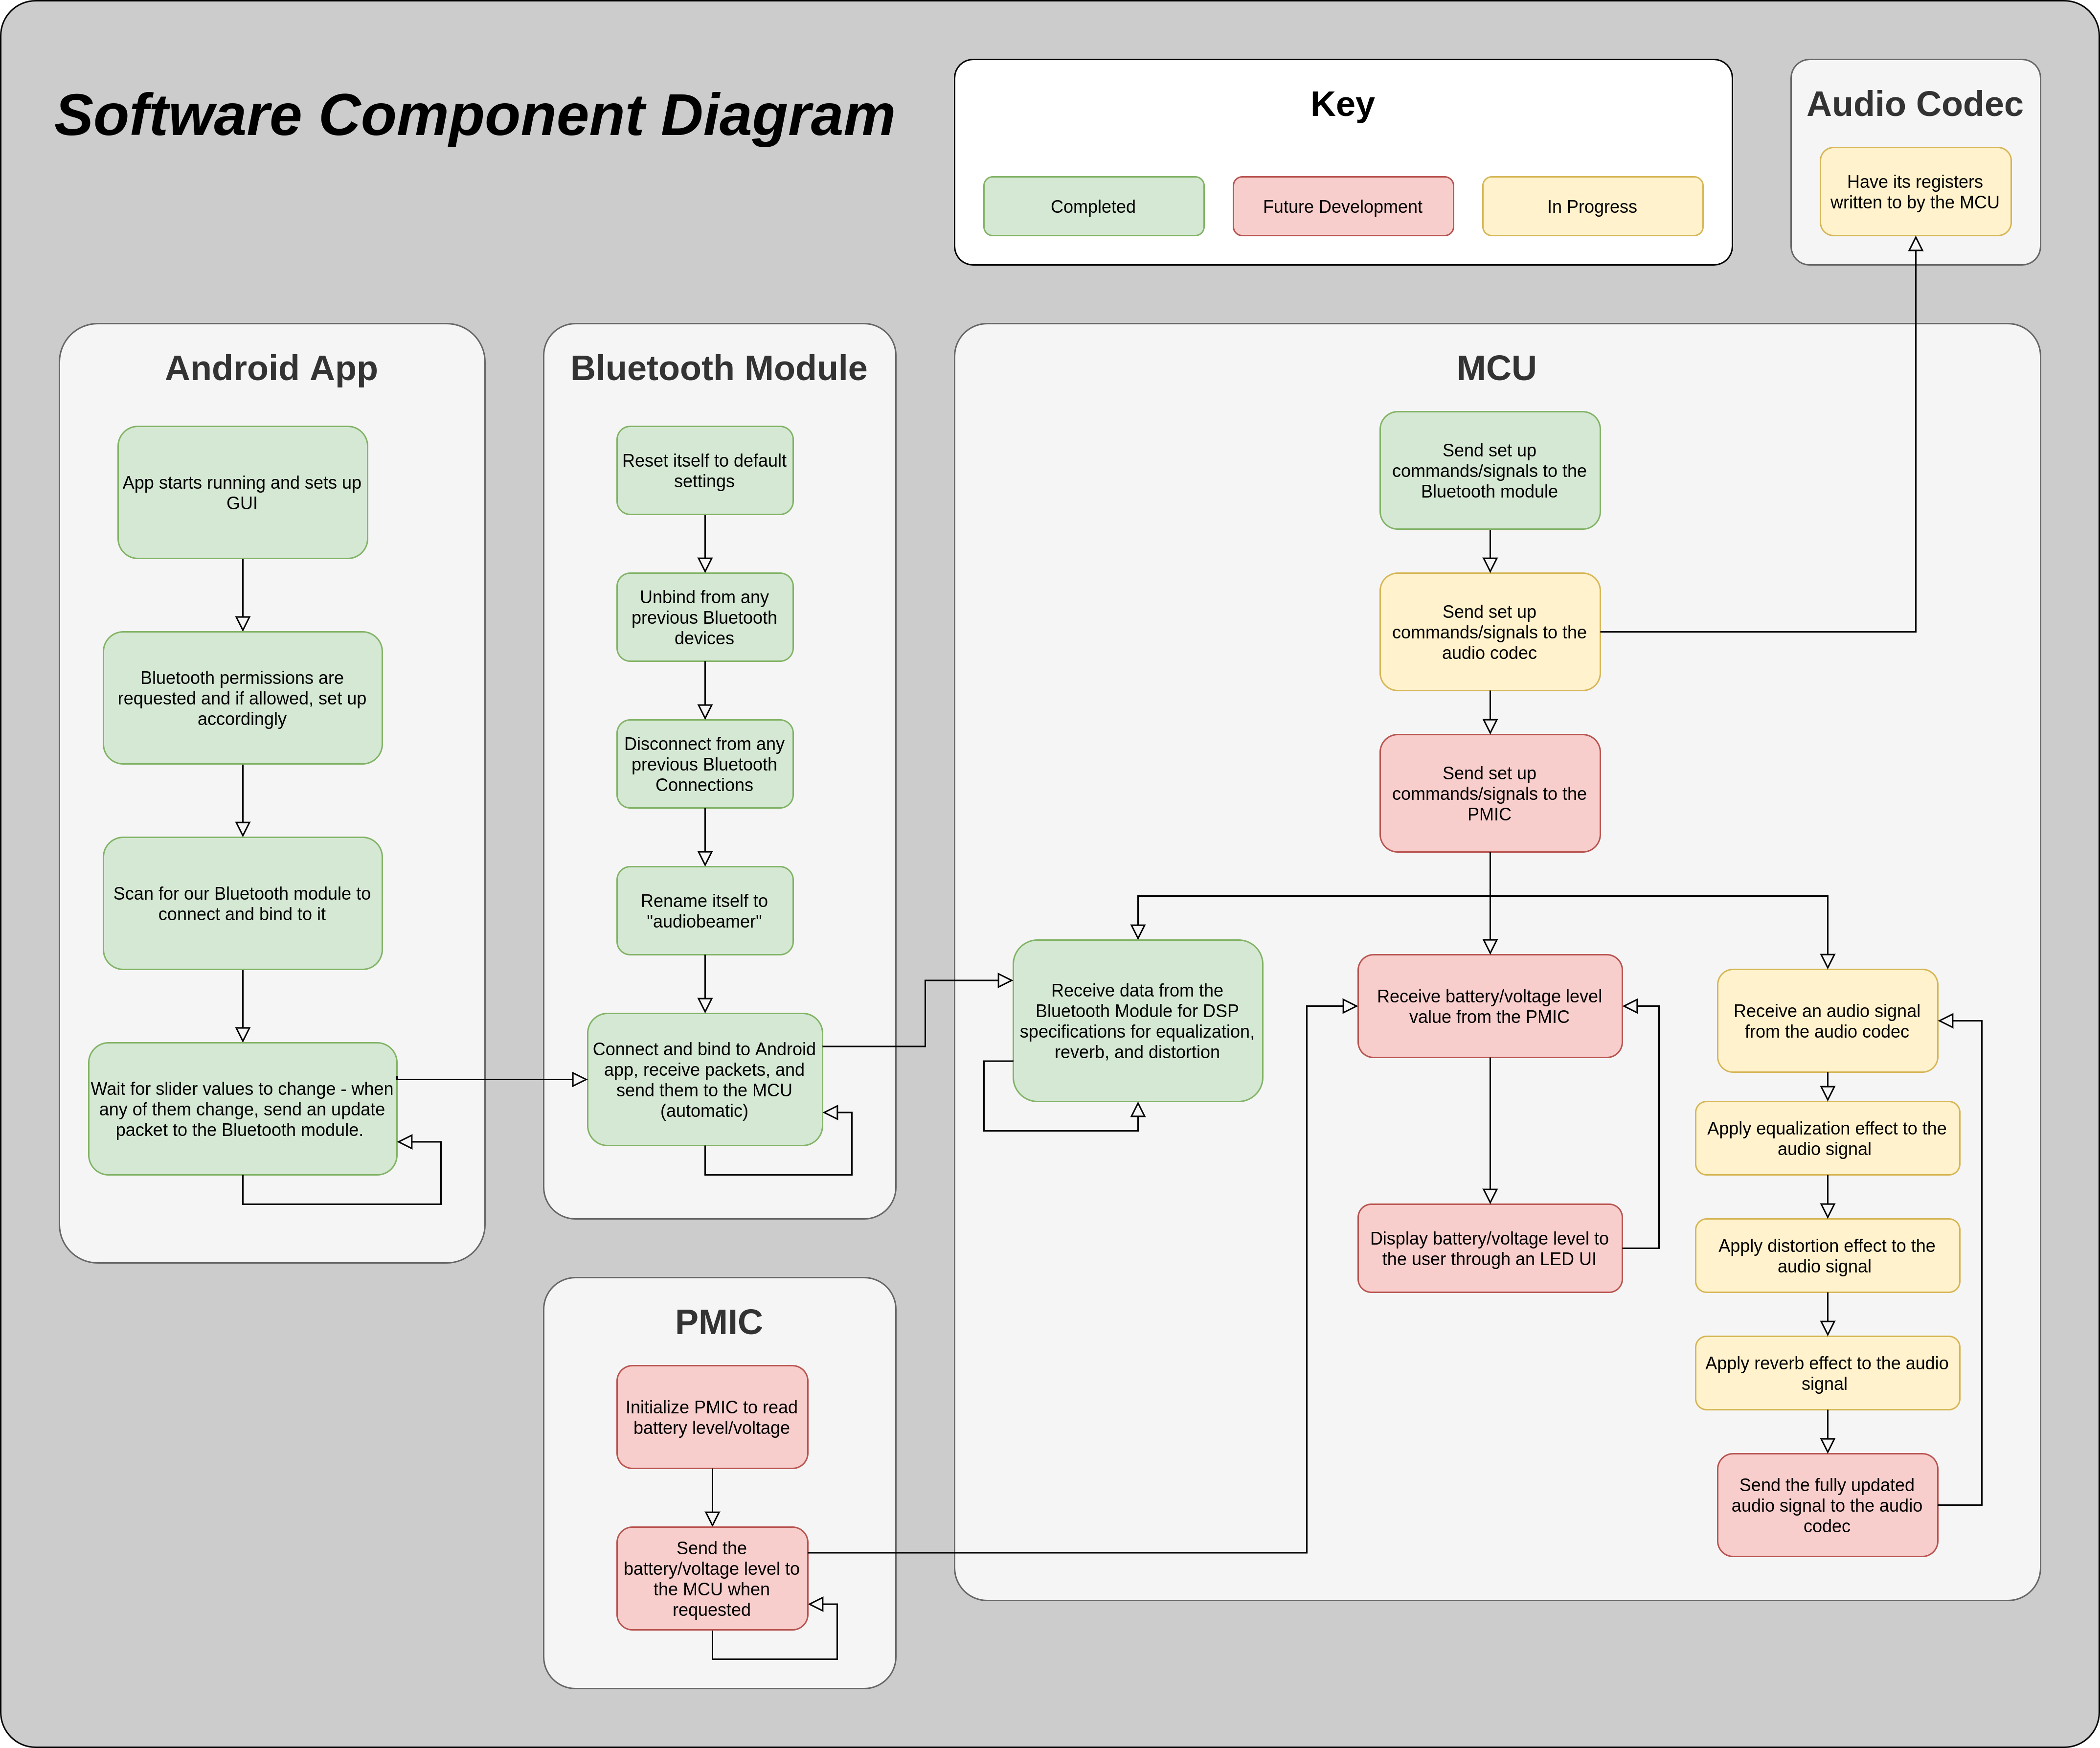 Software Component Diagram
Key
Completed
Future Development
In Progress
Audio Codec
Have its registers
written to by the MCU
Android App
App starts running and sets up
GUI
Bluetooth permissions are
requested and if allowed, set up
accordingly
Scan for our Bluetooth module to
connect and bind to it
Wait for slider values to change - when
any of them change, send an update
packet to the Bluetooth module.
Bluetooth Module
Reset itself to default
settings
Unbind from any
previous Bluetooth
devices
Disconnect from any
previous Bluetooth
Connections
Rename itself to
"audiobeamer"
Connect and bind to Android
app, receive packets, and
send them to the MCU
(automatic)
PMIC
Initialize PMIC to read
battery level/voltage
Send the
battery/voltage level to
the MCU when
requested
MCU
Send set up
commands/signals to the
Bluetooth module
Send set up
commands/signals to the
audio codec
Send set up
commands/signals to the
PMIC
Receive data from the
Bluetooth Module for DSP
specifications for equalization,
reverb, and distortion
Receive battery/voltage level
value from the PMIC
Display battery/voltage level to
the user through an LED UI
Receive an audio signal
from the audio codec
Apply equalization effect to the
audio signal
Apply distortion effect to the
audio signal
Apply reverb effect to the audio
signal
Send the fully updated
audio signal to the audio
codec